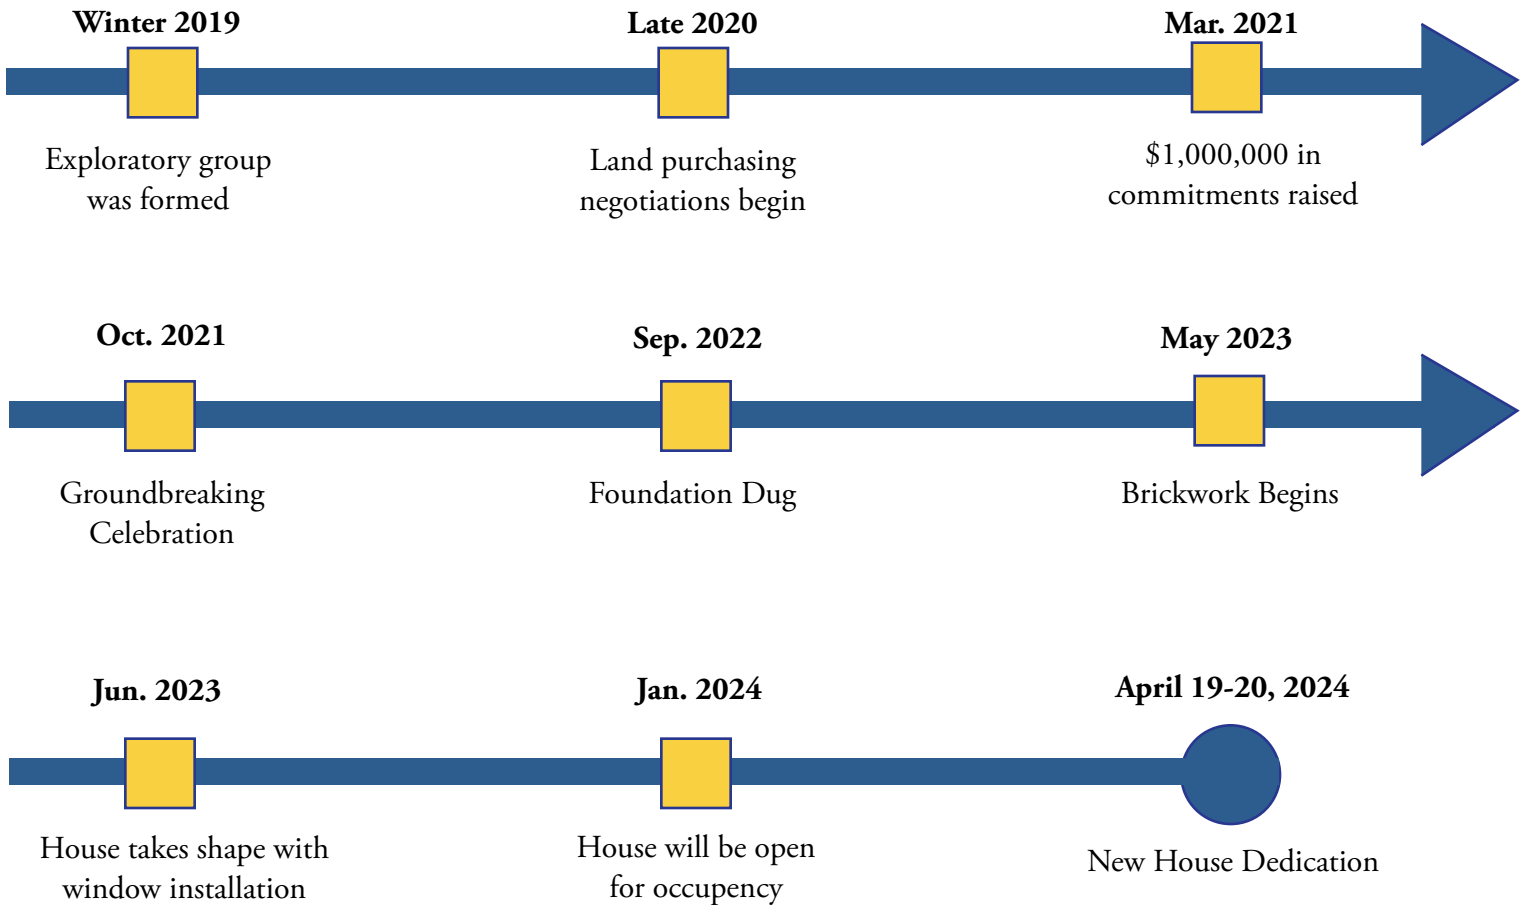 Winter 2019
Late 2020
Mar. 2021
Exploratory group
was formed
Land purchasing
negotiations begin
$1,000,000 in
commitments raised
Oct. 2021
Sep. 2022
May 2023
Groundbreaking
Celebration
Foundation Dug
Brickwork Begins
Jun. 2023
Jan. 2024
April 19-20, 2024
House takes shape with
window installation
House will be open
for occupency
New House Dedication